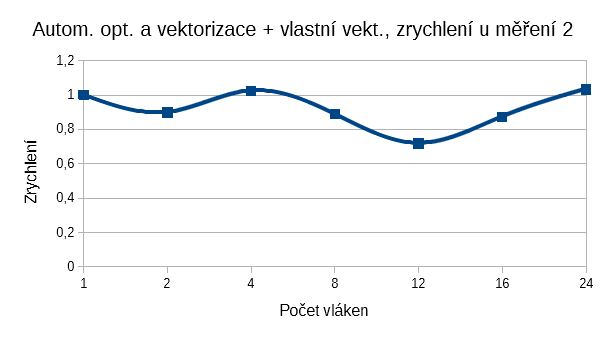 Autom. opt. a vektorizace + vlastní vekt., zrychlení u měření 2
1,2
1
0,8
0,6
0,4
0,2
0
Zrychlení
1 2 4 8 12 16 24
Počet vláken